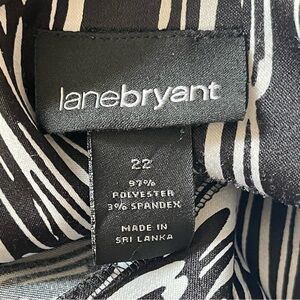 lanebryant
22
97%
POLYESTER
3% SPANDEX
MADE IN
SRI LANKA